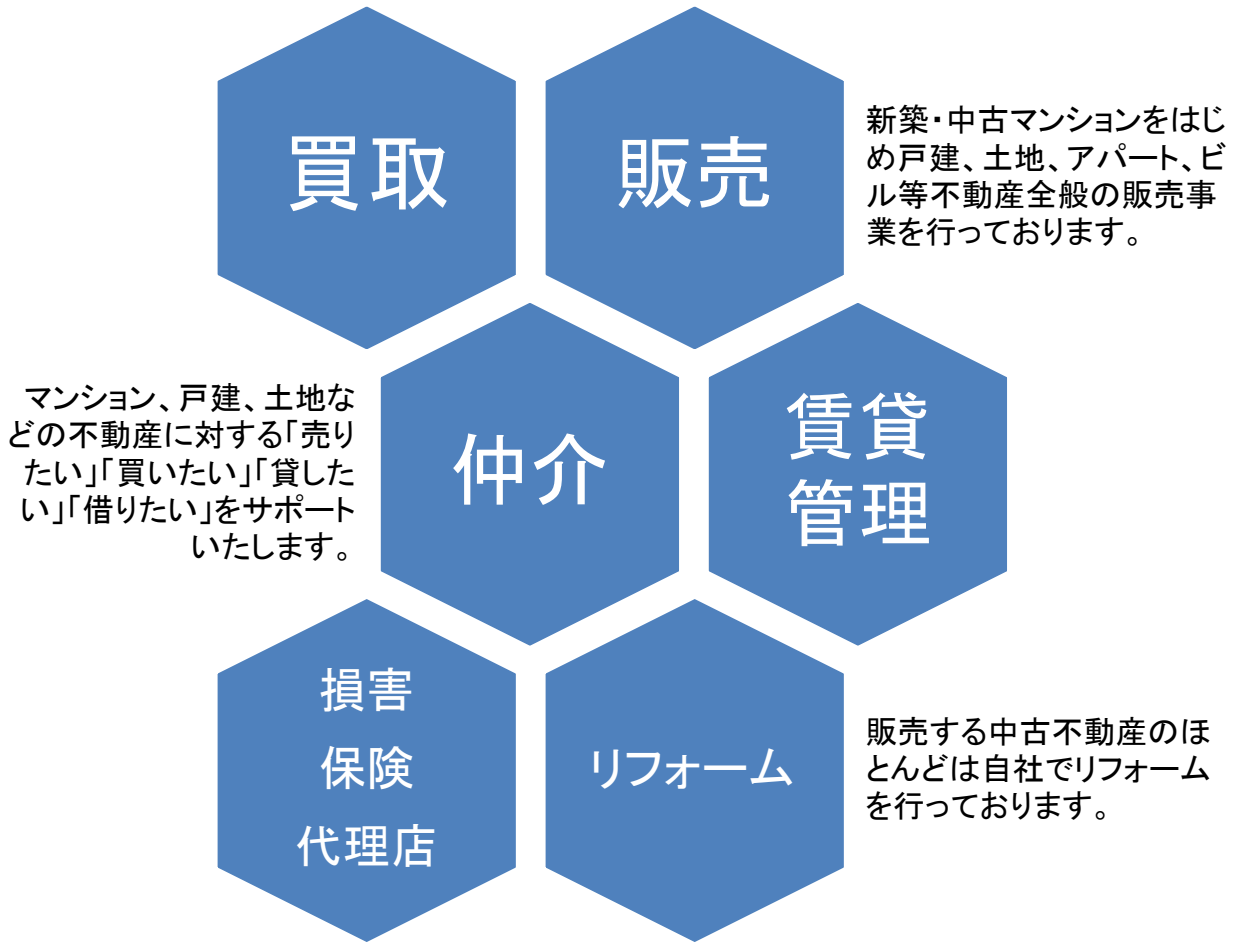 買取
販売
新築・中古マンションをはじ
め戸建、土地、アパート、ビ
ル等不動産全般の販売事
業を行っております。
マンション、戸建、土地な
どの不動産に対する「売り
たい」「買いたい」「貸した
い」「借りたい」をサポート
いたします。
仲介
賃貸
管理
損害
保険
代理店
リフォーム
販売する中古不動産のほ
とんどは自社でリフォーム
を行っております。